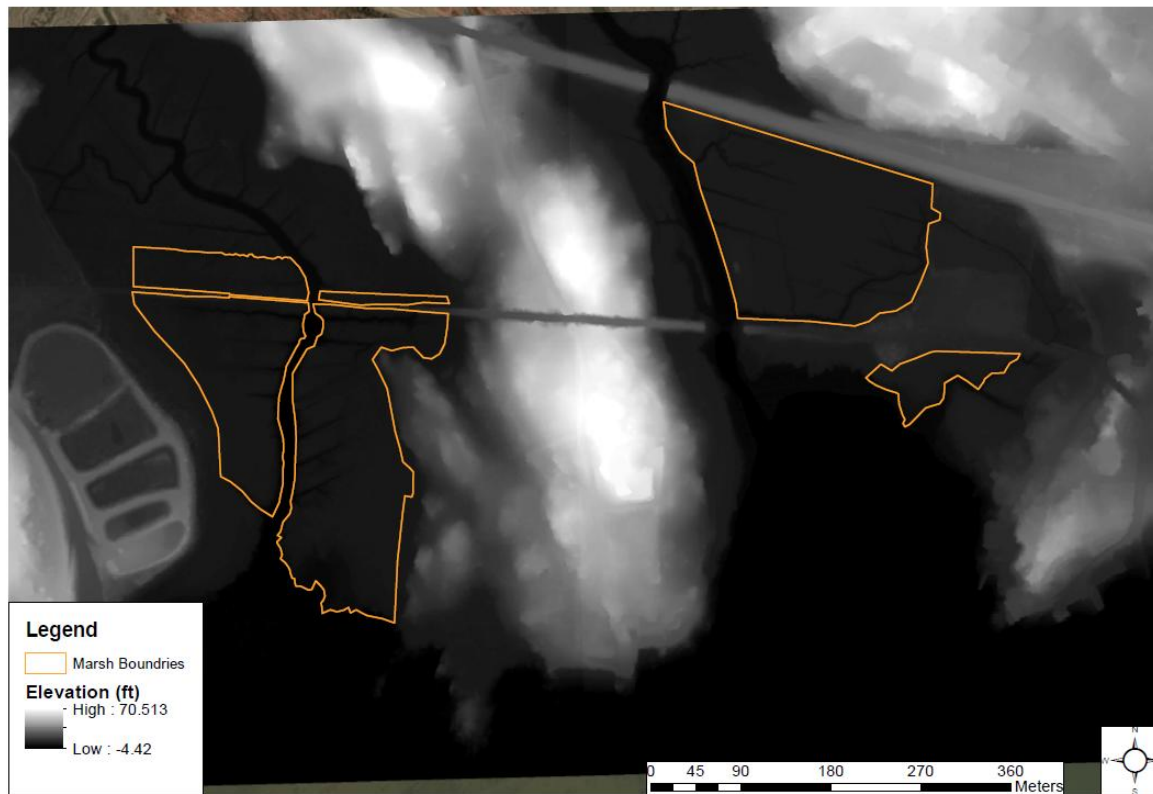 Legend
Marsh Boundries
Elevation (ft)
High : 70.513
Low : -4.42
0 45 90 180 270 360
Meters
N
W
S